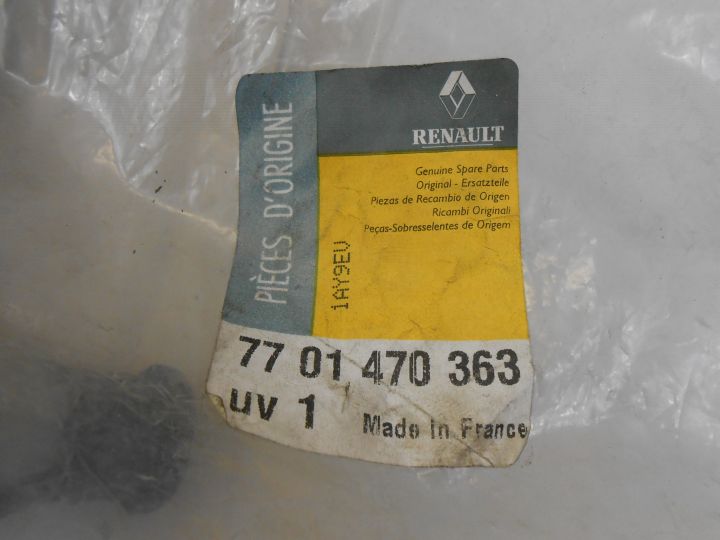 PIÈCES D'ORIGINE
RENAULT
Genuine Spare Parts
Original - Ersatzteile
Piezas de Recambio de Origen
Ricambi Originali
Peças-Sobresselentes de Origem
1AY9EV
77 01 470 363
uv 1
Made In France